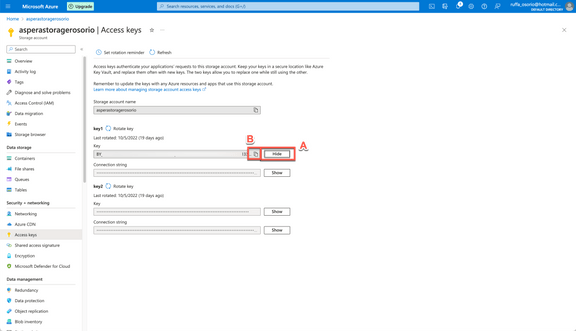 Microsoft Azure
Upgrade
Search resources, services, and docs (G+/)
ruffa_osorio@hotmail.c...
DEFAULT DIRECTORY
Home > asperastoragerosorio >
asperastoragerosorio | Access keys
Storage account
Search
Overview
Activity log
Tags
Diagnose and solve problems
Access Control (IAM)
Data migration
Events
Storage browser
Data storage
Containers
File shares
Queues
Tables
Security + networking
Networking
Azure CDN
Access keys
Shared access signature
Encryption
Microsoft Defender for Cloud
Data management
Redundancy
Data protection
Object replication
Blob inventory
Set rotation reminder
Refresh
Access keys authenticate your applications' requests to this storage account. Keep your keys in a secure location like Azure
Key Vault, and replace them often with new keys. The two keys allow you to replace one while still using the other.
Remember to update the keys with any Azure resources and apps that use this storage account.
Learn more about managing storage account access keys
Storage account name
asperastoragerosorio
key1
Rotate key
Last rotated: 10/5/2022 (19 days ago)
Key
B
A
Hide
Connection string
Show
key2
Rotate key
Last rotated: 10/5/2022 (19 days ago)
Key
Show
Connection string
Show